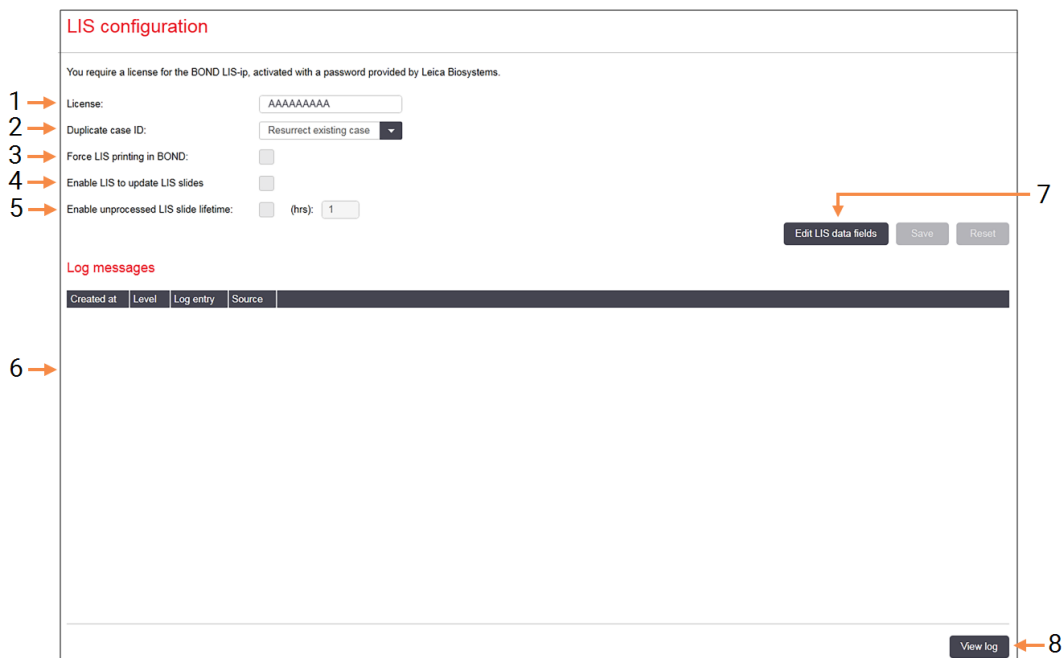 LIS configuration
You require a license for the BOND LIS-ip, activated with a password provided by Leica Biosystems.
1 License: AAAAAAAAA
2 Duplicate case ID: Resurrect existing case
3 Force LIS printing in BOND:
4 Enable LIS to update LIS slides
5 Enable unprocessed LIS slide lifetime: (hrs): 1
7
Edit LIS data fields Save Reset
Log messages
Created at Level Log entry Source
6
View log 8